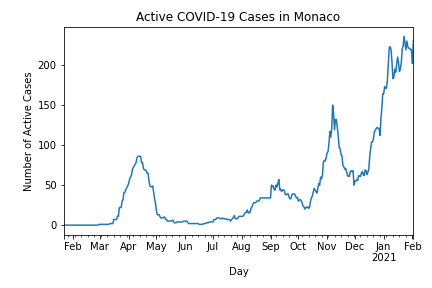 Active COVID-19 Cases in Monaco
Number of Active Cases
200
150
100
50
0
Feb Mar Apr May Jun Jul Aug Sep Oct Nov Dec Jan Feb
2021
Day